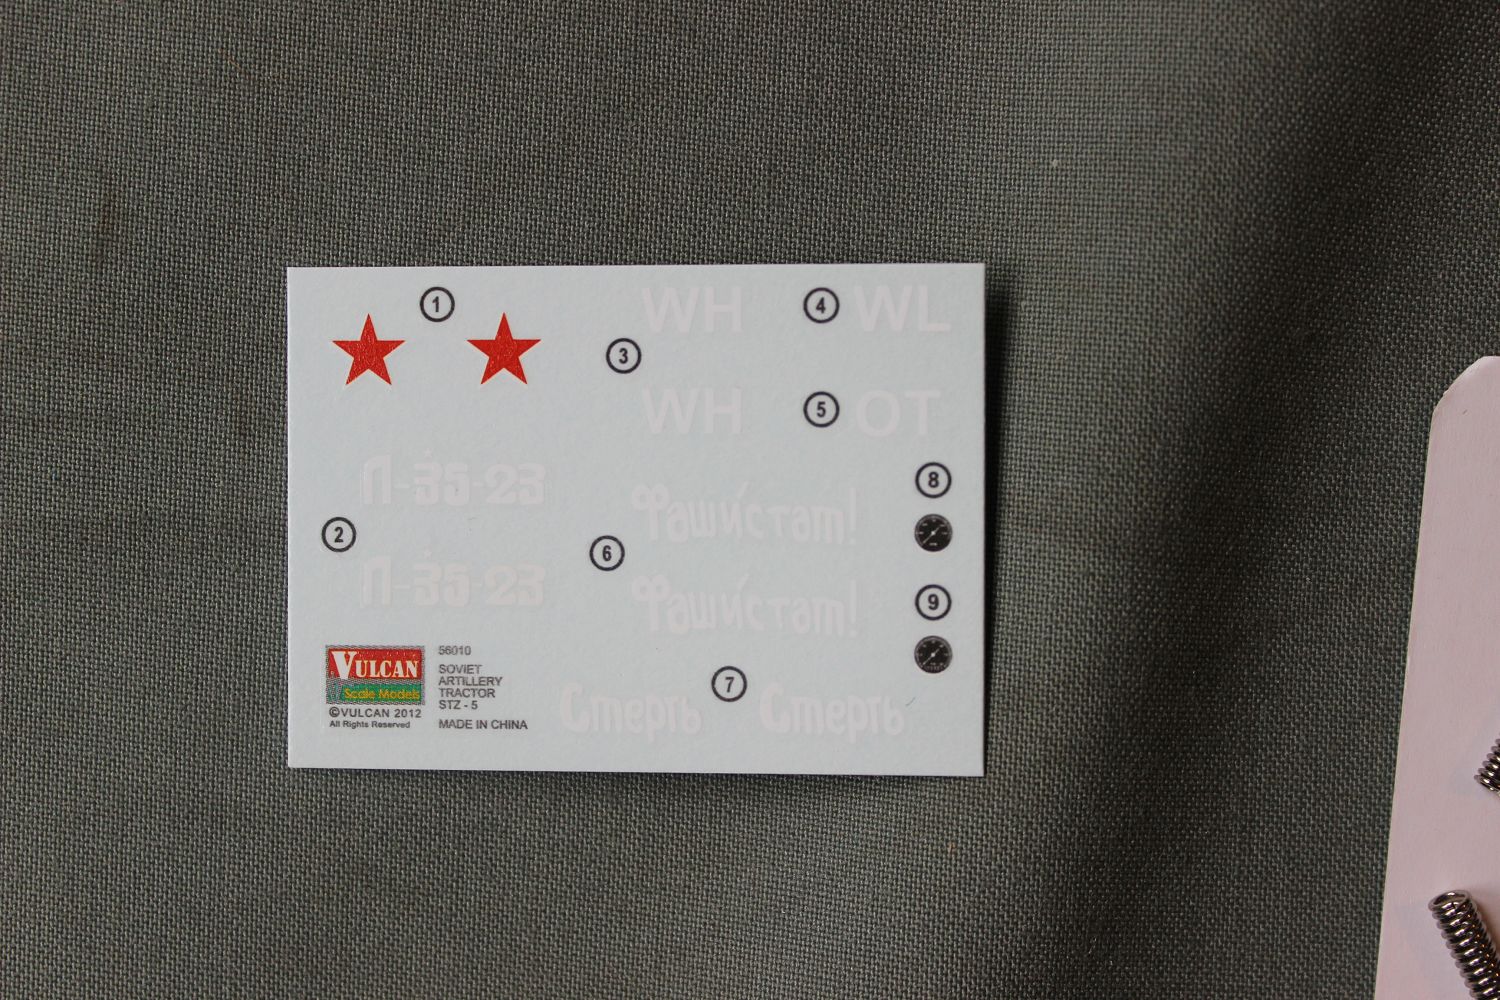 1
WH
4 WL
3
WH
5 OT
П-35-23
8
Фашистам!
2
6
П-35-23
Фашистам!
9
VULCAN
Scale Models
©VULCAN 2012
All Rights Reserved
56010
SOVIET
ARTILLERY
TRACTOR
STZ - 5
MADE IN CHINA
Смерть 7 Смерть